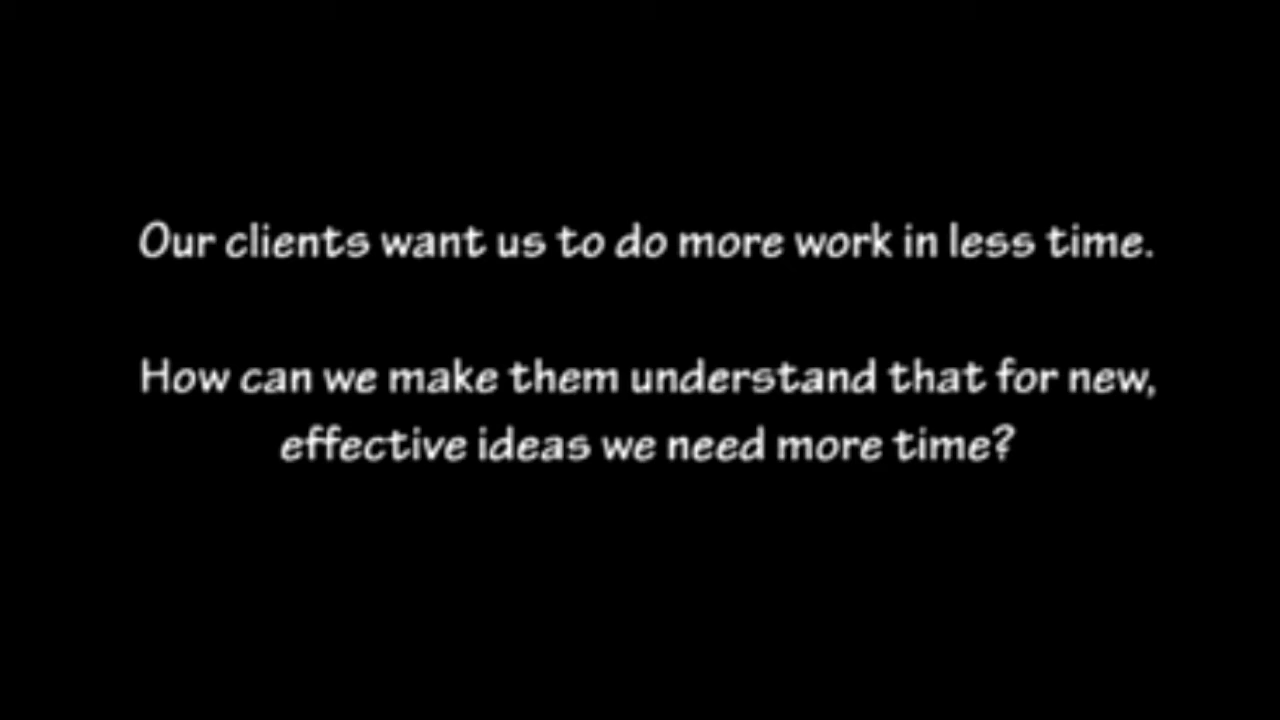 Our clients want us to do more work in less time.
How can we make them understand that for new,
effective ideas we need more time?